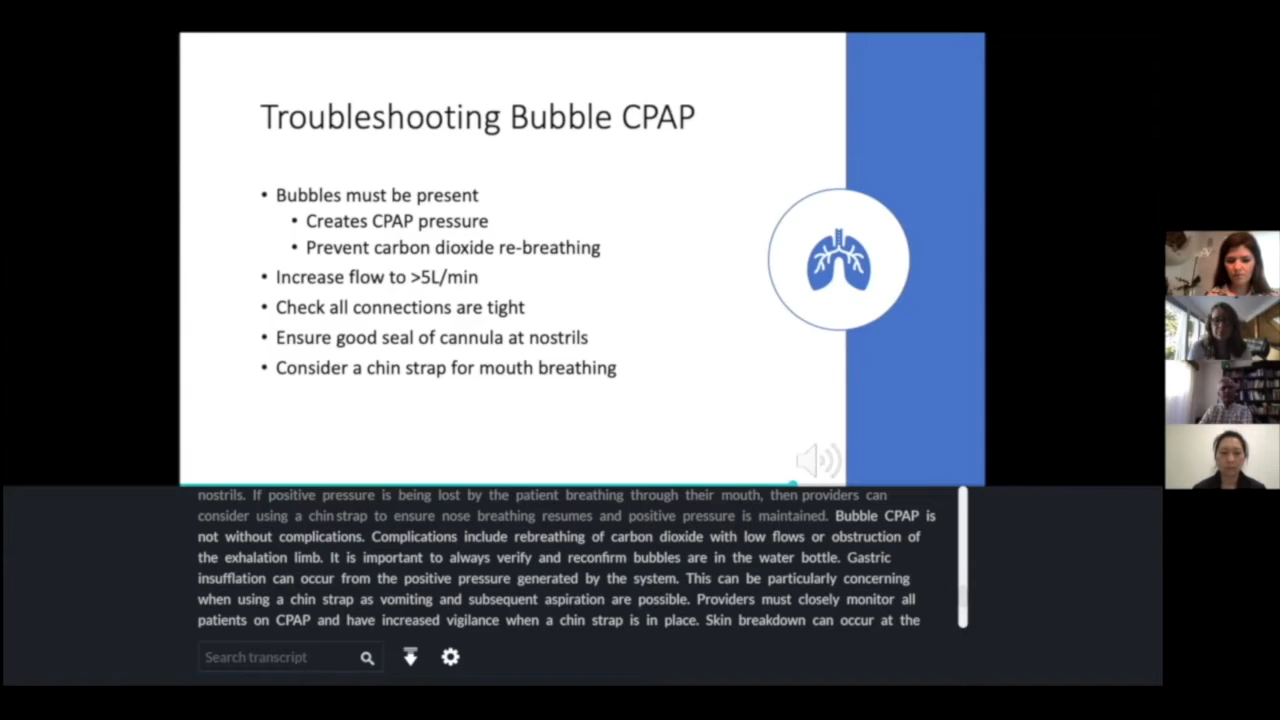 Troubleshooting Bubble CPAP
• Bubbles must be present
• Creates CPAP pressure
• Prevent carbon dioxide re-breathing
• Increase flow to >5L/min
• Check all connections are tight
• Ensure good seal of cannula at nostrils
• Consider a chin strap for mouth breathing
nostrils. If positive pressure is being lost by the patient breathing through their mouth, then providers can
consider using a chin strap to ensure nose breathing resumes and positive pressure is maintained. Bubble CPAP is
not without complications. Complications include rebreathing of carbon dioxide with low flows or obstruction of
the exhalation limb. It is important to always verify and reconfirm bubbles are in the water bottle. Gastric
insufflation can occur from the positive pressure generated by the system. This can be particularly concerning
when using a chin strap as vomiting and subsequent aspiration are possible. Providers must closely monitor all
patients on CPAP and have increased vigilance when a chin strap is in place. Skin breakdown can occur at the
Search transcript